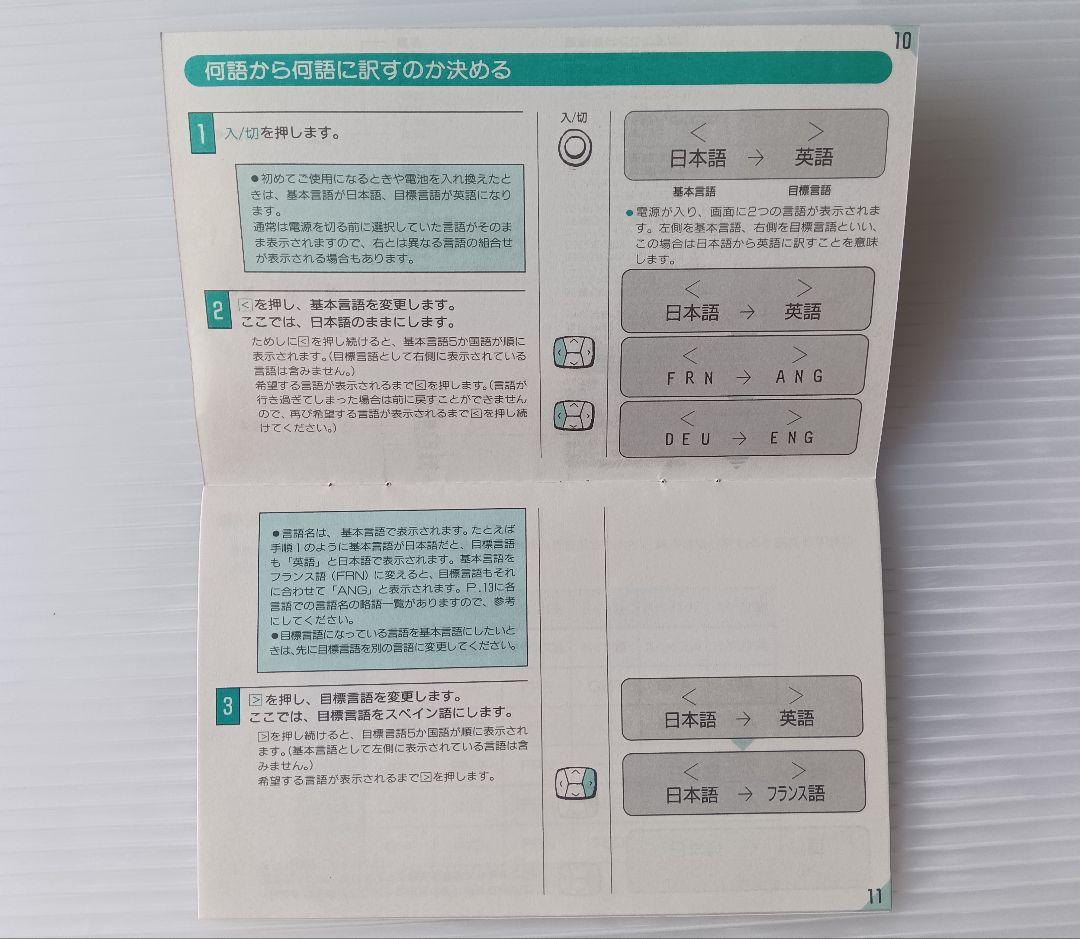 10
何語から何語に訳すのか決める
1
入/切を押します。
●初めてご使用になるときや電池を入れ換えたと
きは、基本言語が日本語、目標言語が英語になり
ます。
通常は電源を切る前に選択していた言語がそのま
ま表示されますので、右とは異なる言語の組合せ
が表示される場合もあります。
入/切
< >
日本語 → 英語
基本言語 目標言語
●電源が入り、画面に2つの言語が表示されま
す。左側を基本言語、右側を目標言語といい、
この場合は日本語から英語に訳すことを意味
します。
2
<を押し、基本言語を変更します。
ここでは、日本語のままにします。
ためしに<を押し続けると、基本言語5か国語が順に
表示されます。(目標言語として右側に表示されている
言語は含みません。)
希望する言語が表示されるまで<を押します。(言語が
行き過ぎてしまった場合は前に戻すことができません
ので、再び希望する言語が表示されるまで<を押し続
けてください。)
< >
日本語 → 英語
< >
FRN → ANG
< >
DEU → ENG
●言語名は、基本言語で表示されます。たとえば
手順1のように基本言語が日本語だと、目標言語
も「英語」と日本語で表示されます。基本言語を
フランス語(FRN)に変えると、目標言語もそれ
に合わせて「ANG」と表示されます。P.13に各
言語での言語名の略語一覧がありますので、参考
にしてください。
●目標言語になっている言語を基本言語にしたいと
きは、先に目標言語を別の言語に変更してください。
3
>を押し、目標言語を変更します。
ここでは、目標言語をスペイン語にします。
>を押し続けると、目標言語5か国語が順に表示され
ます。(基本言語として左側に表示されている言語は含
みません。)
希望する言語が表示されるまで>を押します。
< >
日本語 → 英語
< >
日本語 → フランス語
11